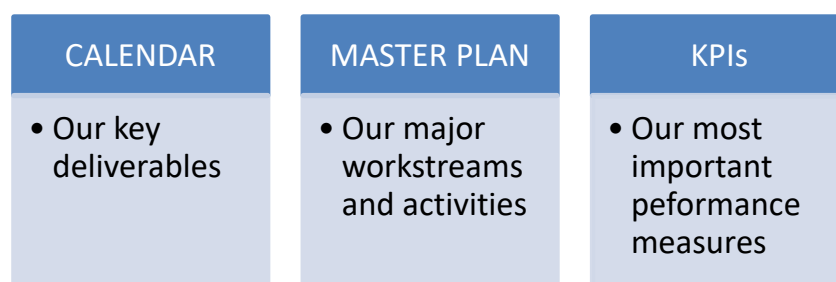 CALENDAR
• Our key
deliverables
MASTER PLAN
• Our major
workstreams
and activities
KPIs
• Our most
important
peformance
measures